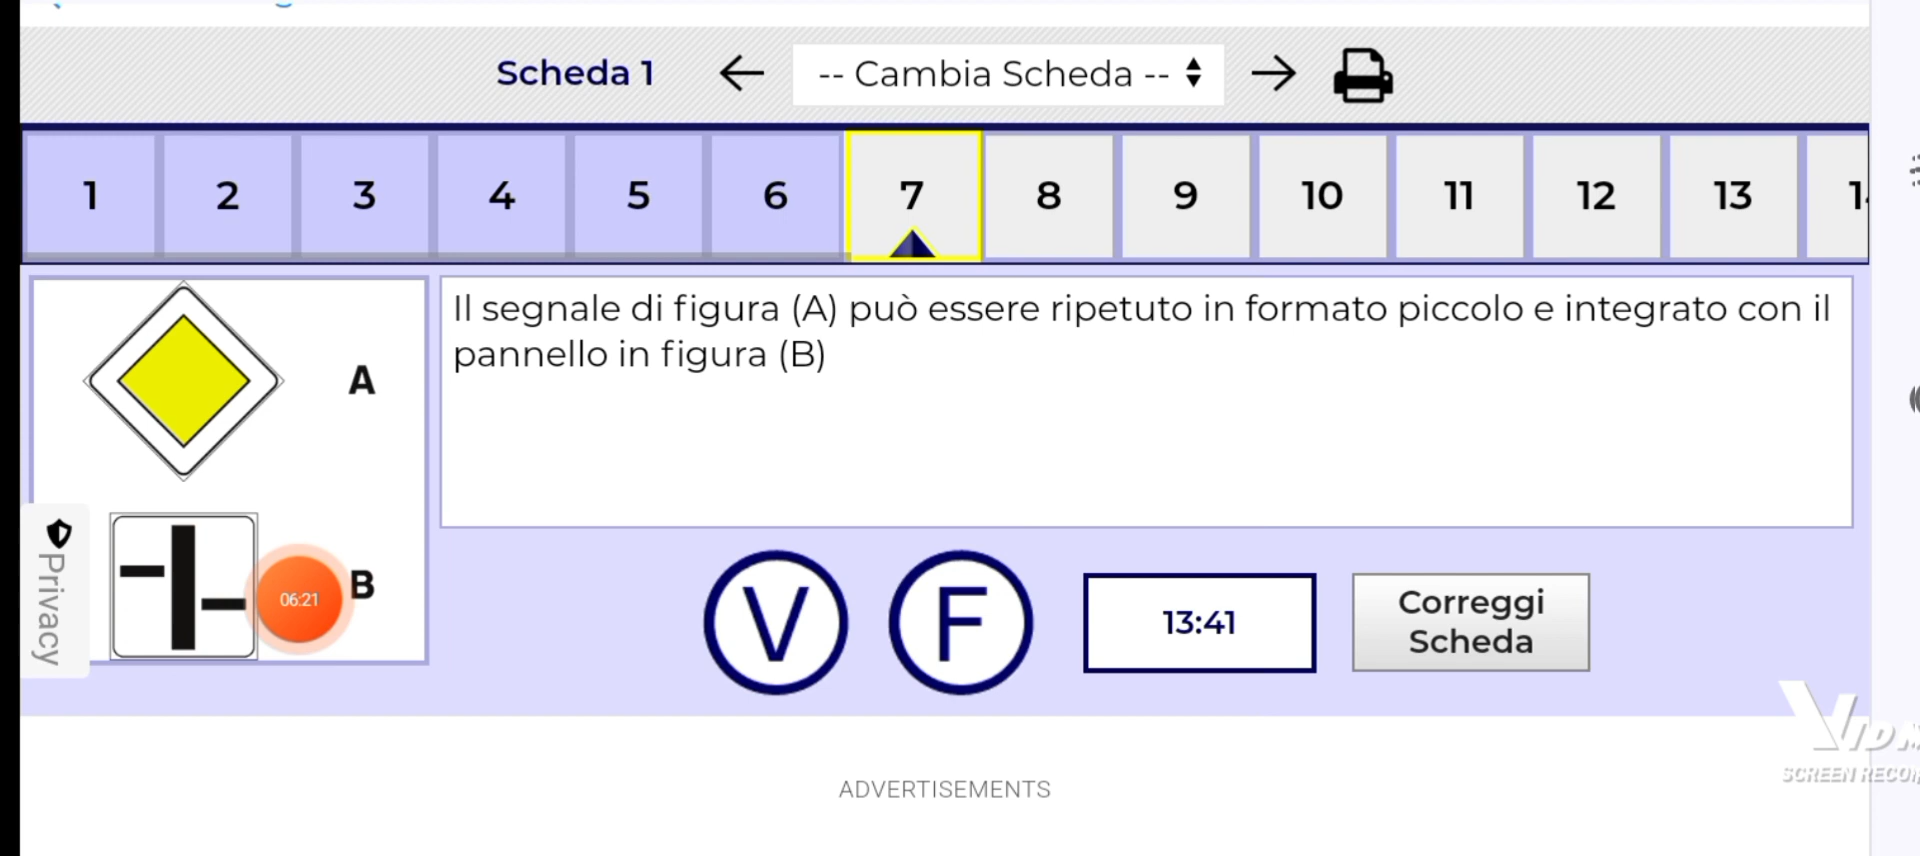 Scheda 1
-- Cambia Scheda --
1 2 3 4 5 6 7 8 9 10 11 12 13
Il segnale di figura (A) può essere ripetuto in formato piccolo e integrato con il
pannello in figura (B)
A
B
06:21
Privacy
V F
13:41
Correggi
Scheda
SCREEN
ADVERTISEMENTS